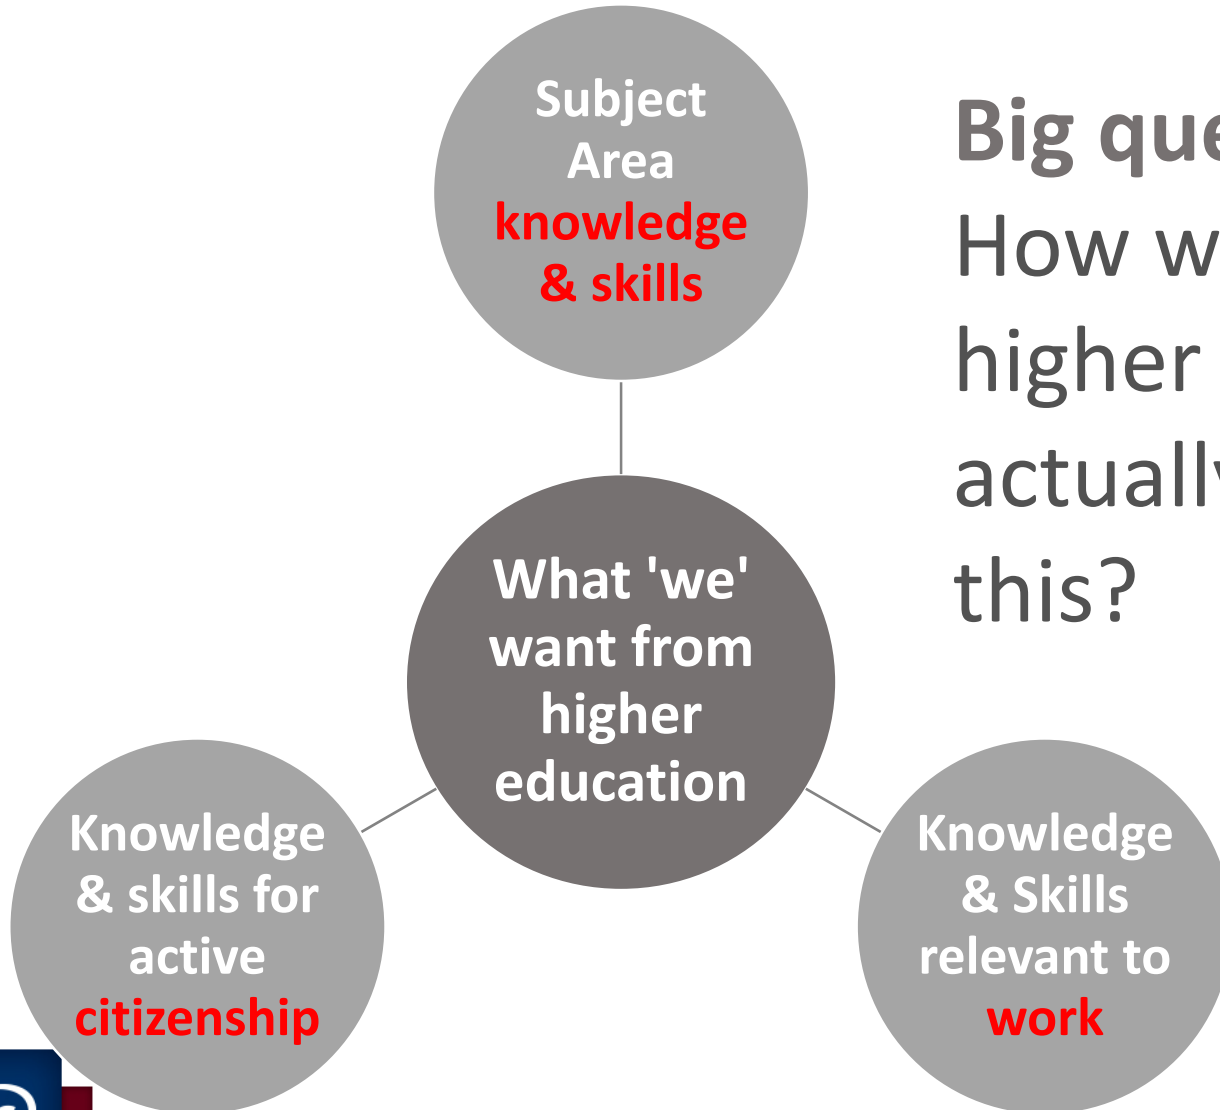 Subject
Area
knowledge
& skills
Big que
How w
higher
actually
this?
What 'we'
want from
higher
education
Knowledge
& skills for
active
citizenship
Knowledge
& Skills
relevant to
work